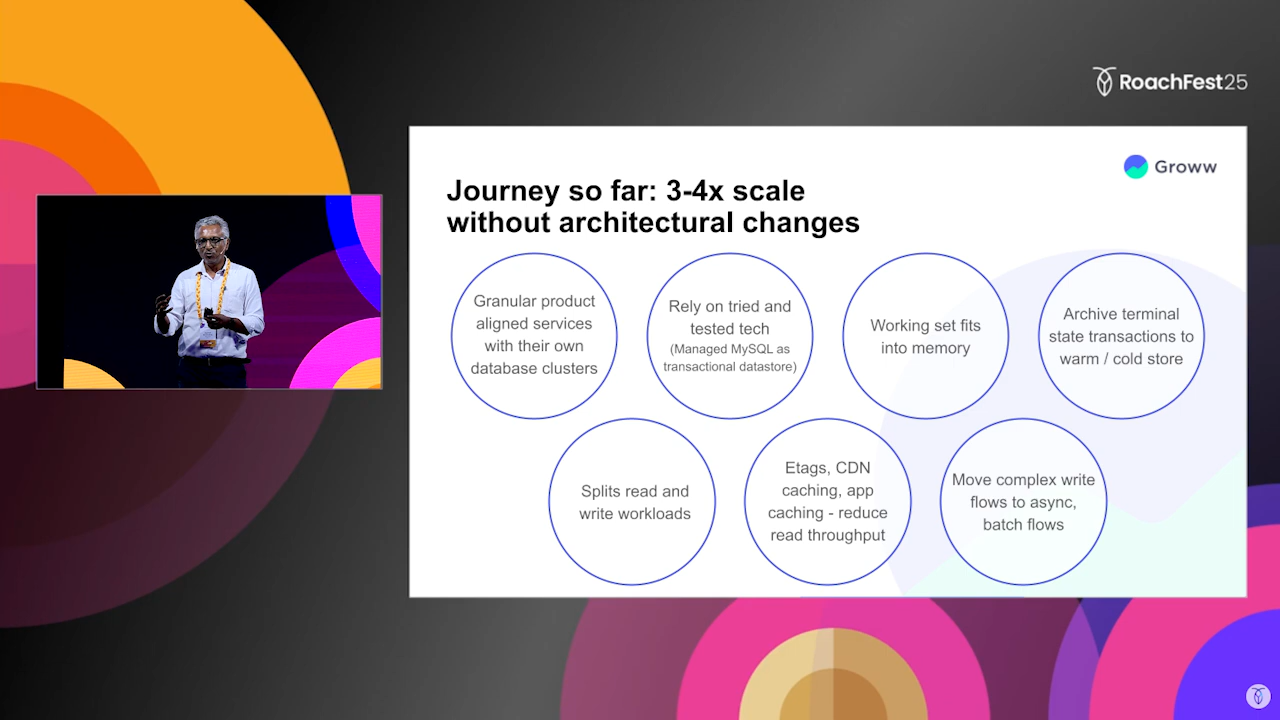 RoachFest25
Groww
Journey so far: 3-4x scale
without architectural changes
Granular product
aligned services
with their own
database clusters
Rely on tried and
tested tech
(Managed MySQL as
transactional datastore)
Working set fits
into memory
Archive terminal
state transactions to
warm / cold store
Splits read and
write workloads
Etags, CDN
caching, app
caching - reduce
read throughput
Move complex write
flows to async,
batch flows